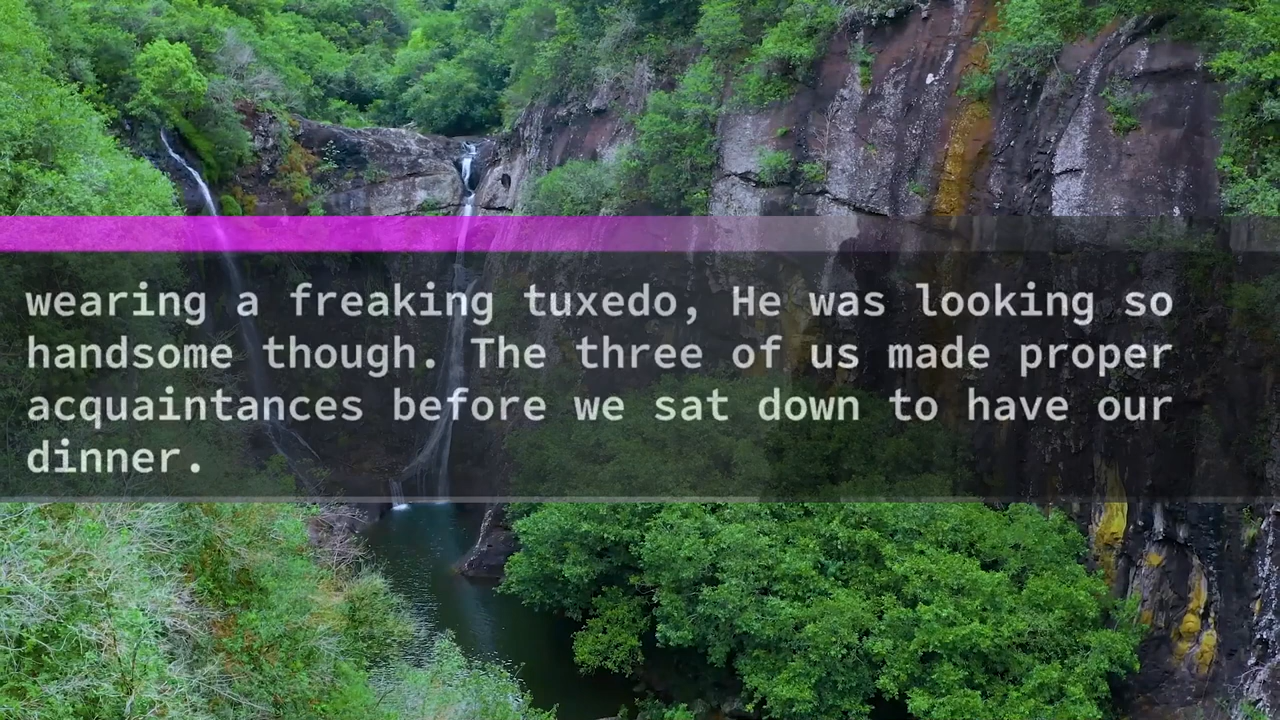 wearing a freaking tuxedo, He was looking so
handsome though. The three of us made proper
acquaintances before we sat down to have our
dinner.